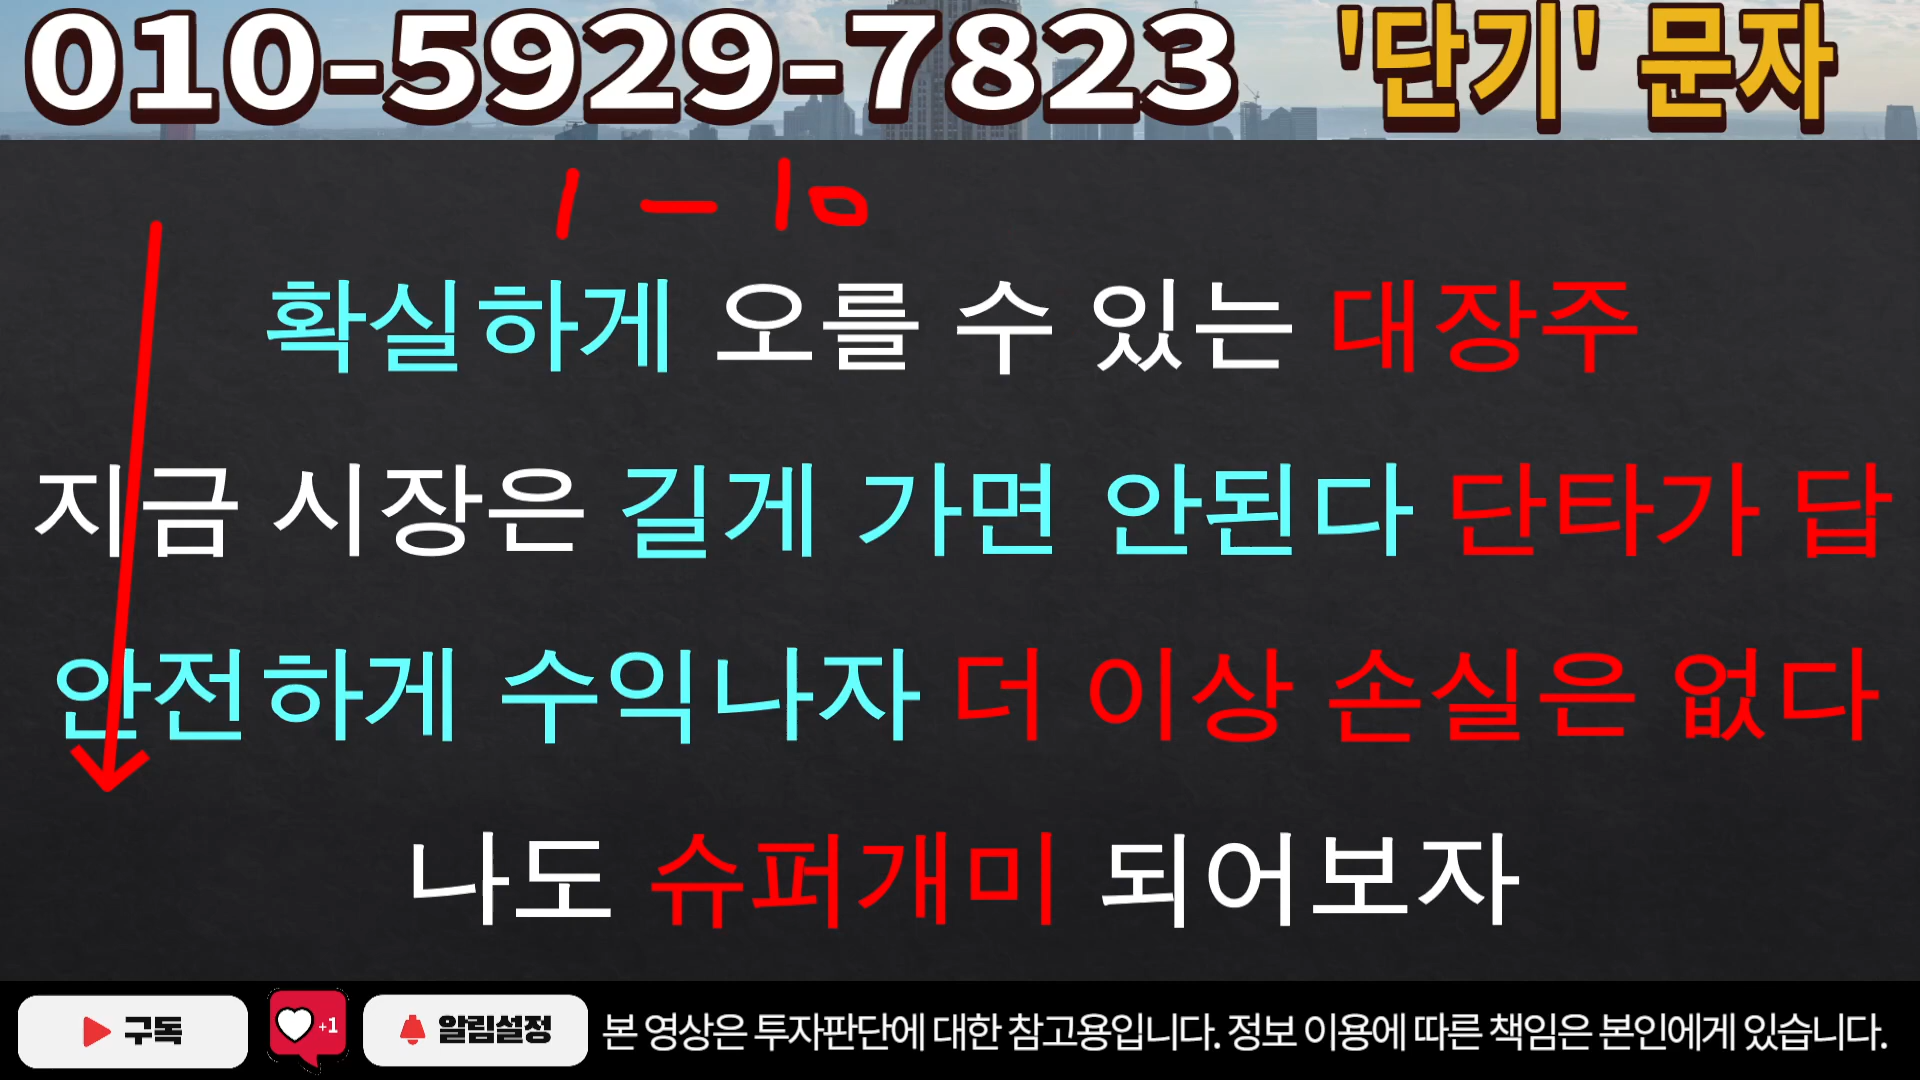 010-5929-7823 '단기' 문자
1 - 10
확실하게 오를 수 있는 대장주
지금 시장은 길게 가면 안된다 단타가 답
안전하게 수익나자 더 이상 손실은 없다
나도 슈퍼개미 되어보자
구독 +1 알림설정 본 영상은 투자판단에 대한 참고용입니다. 정보 이용에 따른 책임은 본인에게 있습니다.